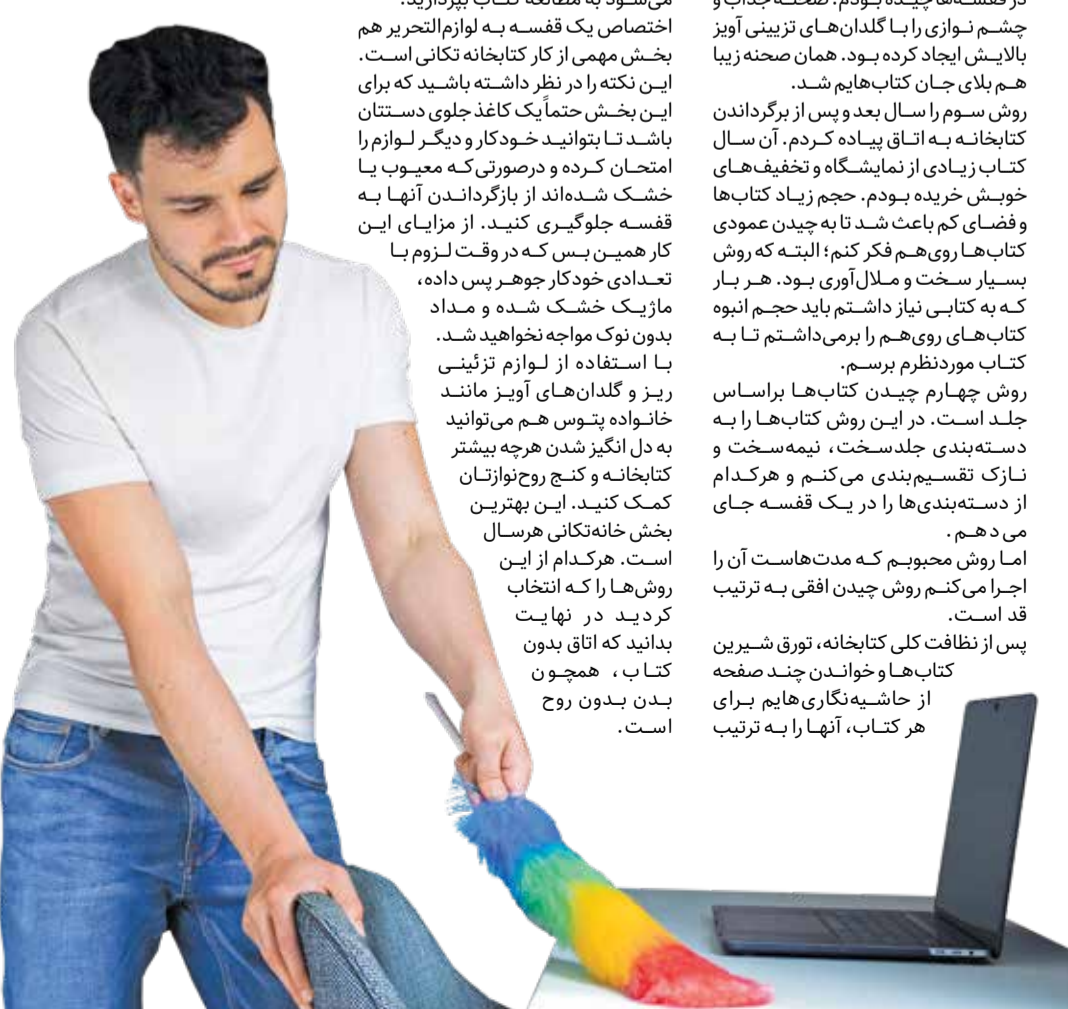 در قفسه‌ها چیده بودم. صحنه جذاب و
چشم نوازی را با گلدان‌های تزیینی آویز
بالایش ایجاد کرده بود. همان صحنه زیبا
هم بلای جان کتاب‌هایم شد.
روش سوم را سال بعد و پس از برگرداندن
کتابخانه به اتاق پیاده کردم. آن سال
کتاب زیادی از نمایشگاه و تخفیف‌های
خوبش خریده بودم. حجم زیاد کتاب‌ها
و فضای کم باعث شد تا به چیدن عمودی
کتاب‌ها روی‌هم فکر کنم؛ البته که روش
بسیار سخت و ملال‌آوری بود. هر بار
که به کتابی نیاز داشتم باید حجم انبوه
کتاب‌های روی‌هم را برمی‌داشتم تا به
کتاب موردنظرم برسم.
روش چهارم چیدن کتاب‌ها براساس
جلد است. در این روش کتاب‌ها را به
دسته‌بندی جلدسخت، نیمه‌سخت و
نازک تقسیم‌بندی می‌کنم و هرکدام
از دسته‌بندی‌ها را در یک قفسه جای
می‌دهم.
اما روش محبوبم که مدت‌هاست آن را
اجرا می‌کنم روش چیدن افقی به ترتیب
قد است.
پس از نظافت کلی کتابخانه، تورق شیرین
کتاب‌ها و خواندن چند صفحه
از حاشیه‌نگاری‌هایم برای
هر کتاب، آنها را به ترتیب
می‌شود به مطالعه کتاب بپردازید.
اختصاص یک قفسه به لوازم‌التحریر هم
بخش مهمی از کار کتابخانه تکانی است.
این نکته را در نظر داشته باشید که برای
این بخش حتماً یک کاغذ جلوی دستتان
باشد تا بتوانید خودکار و دیگر لوازم را
امتحان کرده و درصورتی‌که معیوب یا
خشک شده‌اند از بازگرداندن آنها به
قفسه جلوگیری کنید. از مزایای این
کار همین بس که در وقت لزوم با
تعدادی خودکار جوهر پس داده،
ماژیک خشک شده و مداد
بدون نوک مواجه نخواهید شد.
با استفاده از لوازم تزئینی
ریز و گلدان‌های آویز مانند
خانواده پتوس هم می‌توانید
به دل انگیز شدن هرچه بیشتر
کتابخانه و کنج روح‌نوازتان
کمک کنید. این بهترین
بخش خانه‌تکانی هرسال
است. هرکدام از این
روش‌ها را که انتخاب
کردید در نهایت
بدانید که اتاق بدون
کتاب، همچون
بدن بدون روح
است.